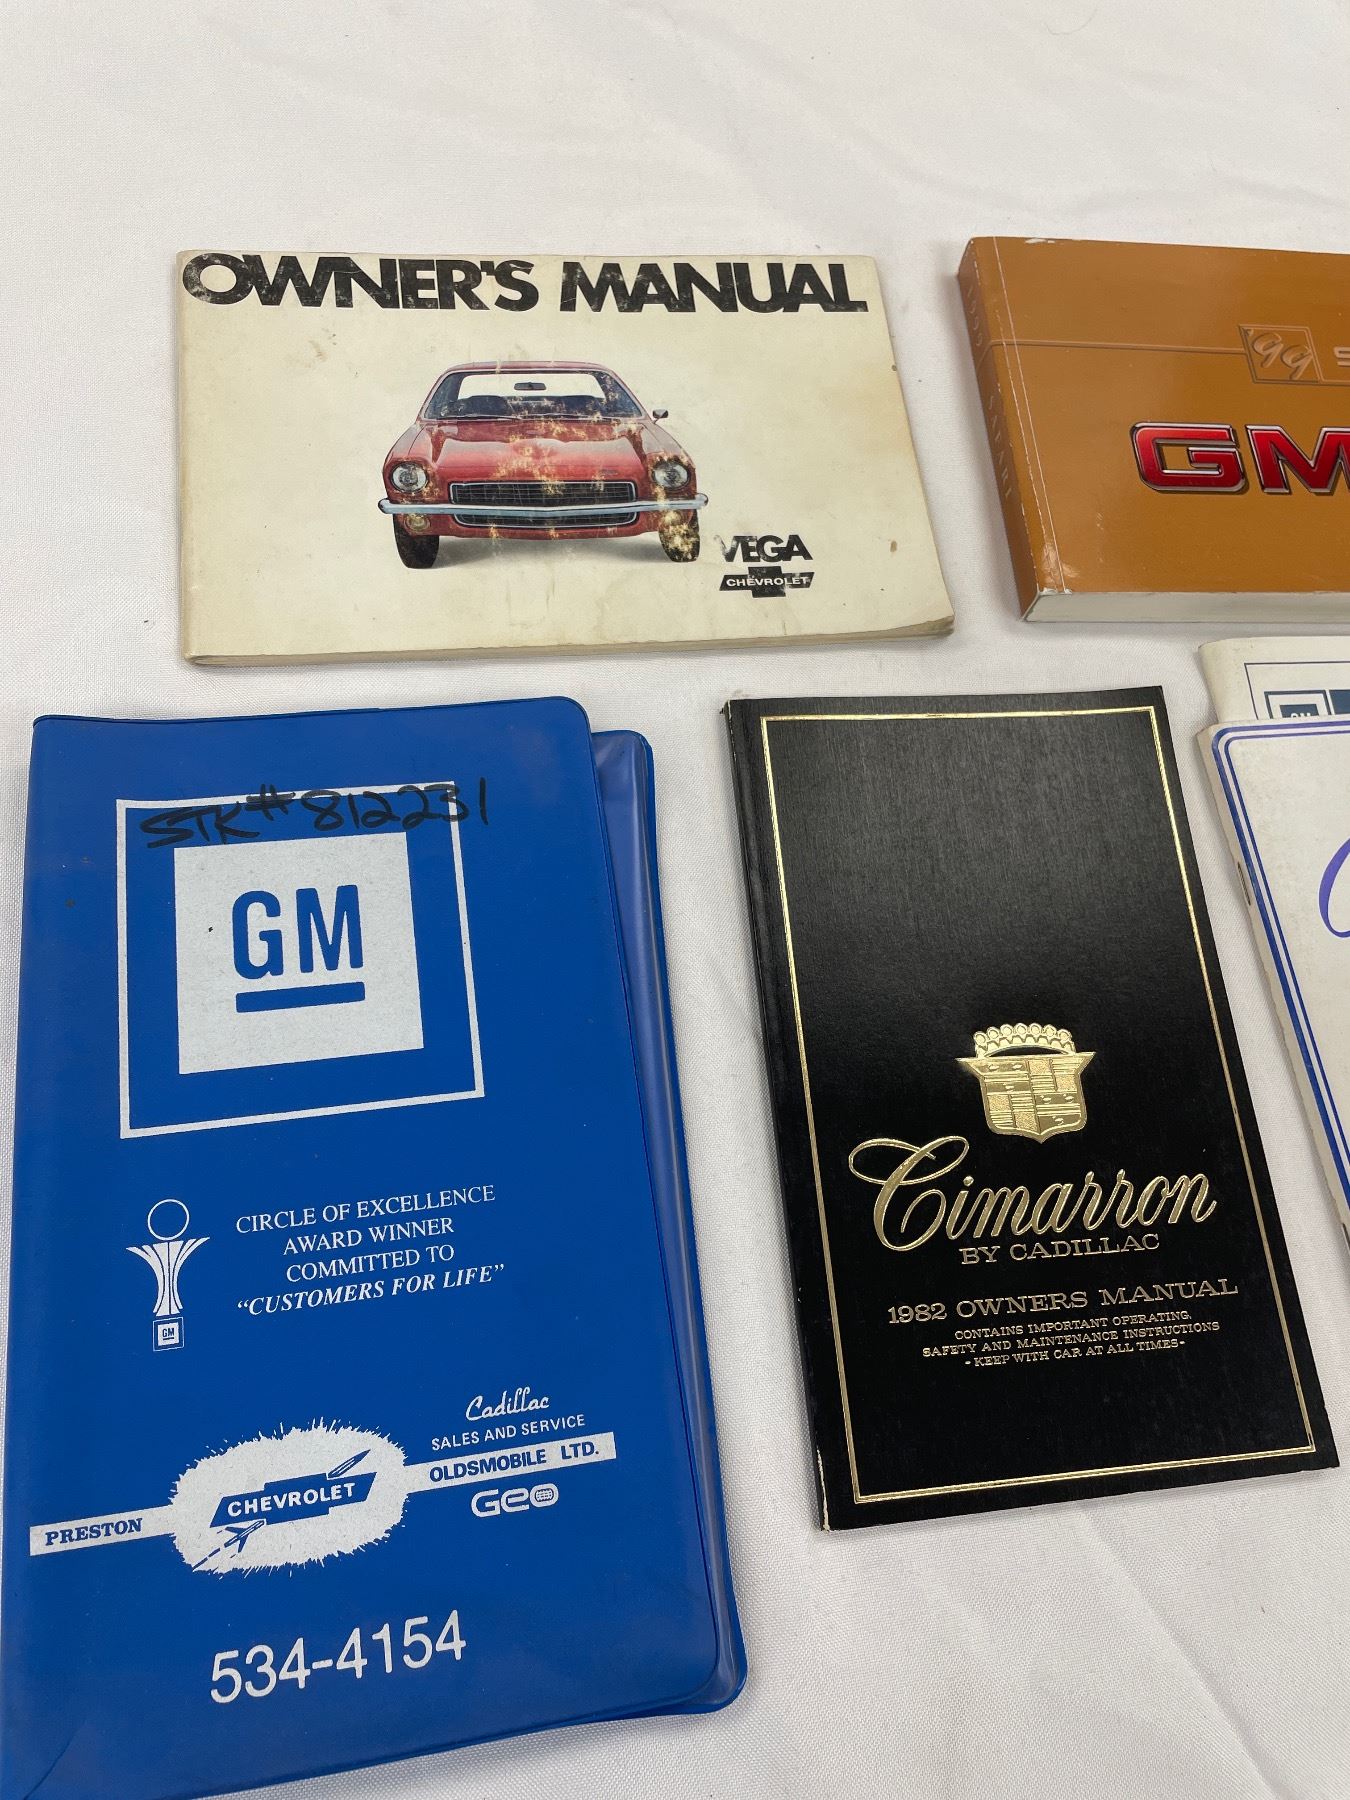 OWNER'S MANUAL
VEGA
CHEVROLET
1999 SAFARI
99
GM
STK# 812231
GM
CIRCLE OF EXCELLENCE
AWARD WINNER
COMMITTED TO
"CUSTOMERS FOR LIFE"
GM
Cadillac
SALES AND SERVICE
OLDSMOBILE LTD.
Geo
CHEVROLET
PRESTON
534-4154
Cimarron
BY CADILLAC
1982 OWNERS MANUAL
CONTAINS IMPORTANT OPERATING,
SAFETY AND MAINTENANCE INSTRUCTIONS
- KEEP WITH CAR AT ALL TIMES -
GM